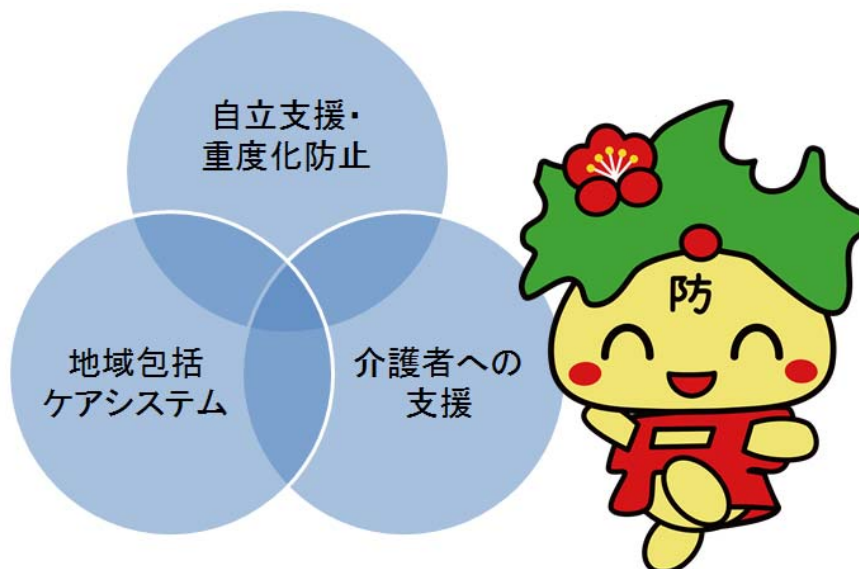 自立支援・
重度化防止
地域包括
ケアシステム
介護者への
支援
防